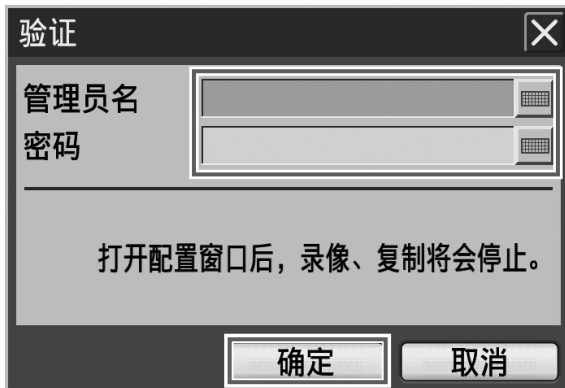 验证
管理员名
密码
打开配置窗口后，录像、复制将会停止。
确定
取消